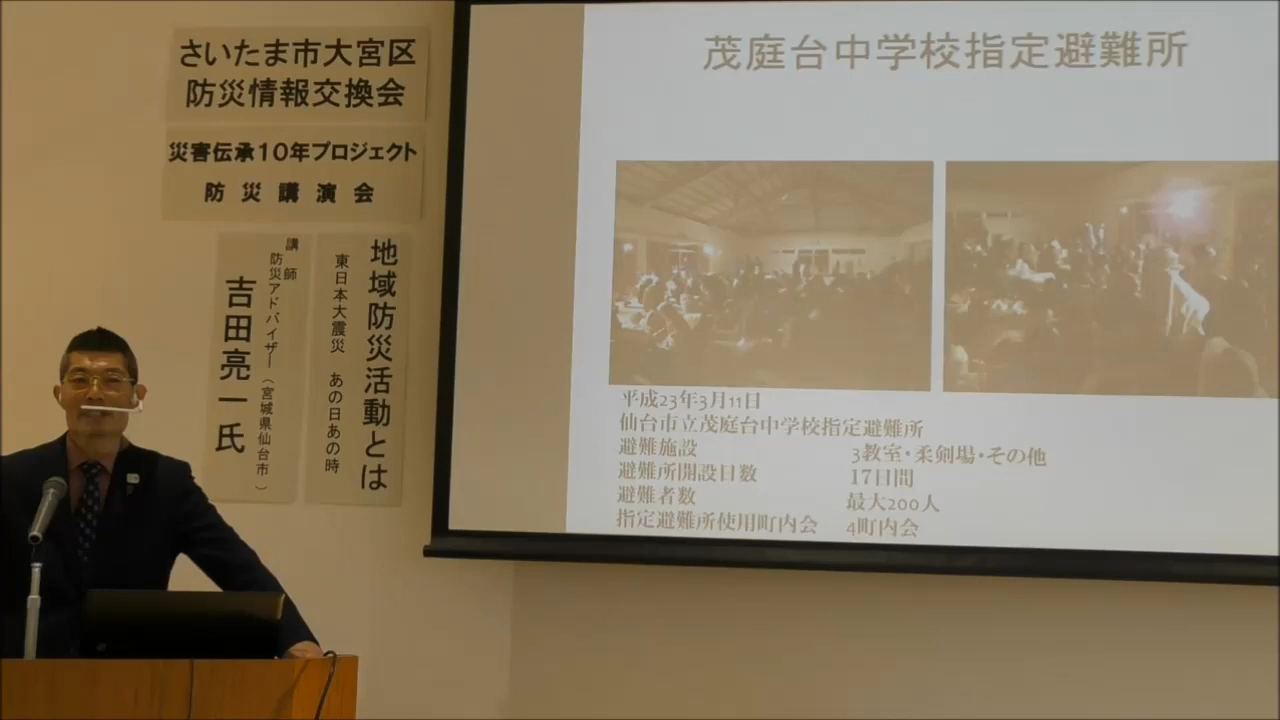 さいたま市大宮区
防災情報交換会
災害伝承10年プロジェクト
防災講演会
地域防災活動とは
東日本大震災 あの日あの時
講師
防災アドバイザー（宮城県仙台市）
吉田亮一氏
茂庭台中学校指定避難所
平成23年3月11日
仙台市立茂庭台中学校指定避難所
避難施設 3教室・柔剣場・その他
避難所開設日数 17日間
避難者数 最大200人
指定避難所使用町内会 4町内会